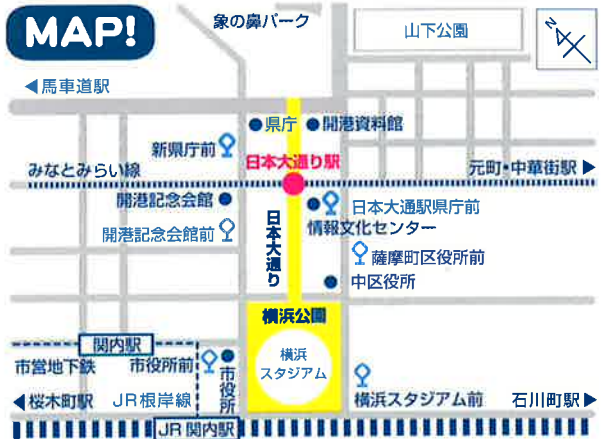 MAP!
象の鼻パーク
山下公園
N
◀馬車道駅
●県庁
●開港資料館
新県庁前
日本大通り駅
みなとみらい線
元町・中華街駅▶
開港記念会館●
日本大通駅県庁前
日本大通り
情報文化センター
開港記念会館前
薩摩町区役所前
中区役所
横浜公園
関内駅
市営地下鉄
市役所前
市役所
横浜
スタジアム
◀桜木町駅
JR根岸線
横浜スタジアム前
石川町駅▶
JR関内駅